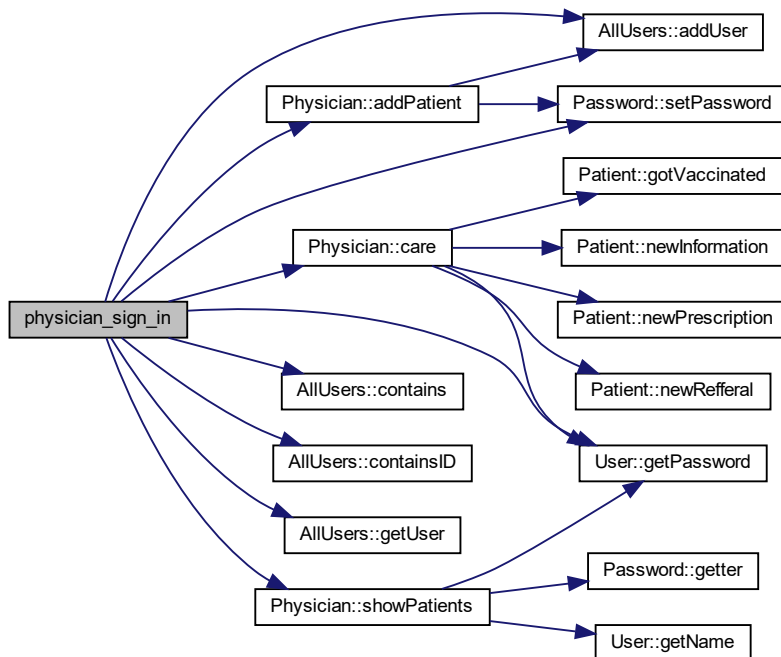 AllUsers::addUser
Physician::addPatient
Password::setPassword
Patient::gotVaccinated
Physician::care
Patient::newInformation
physician_sign_in
Patient::newPrescription
AllUsers::contains
Patient::newRefferal
AllUsers::containsID
User::getPassword
AllUsers::getUser
Password::getter
Physician::showPatients
User::getName